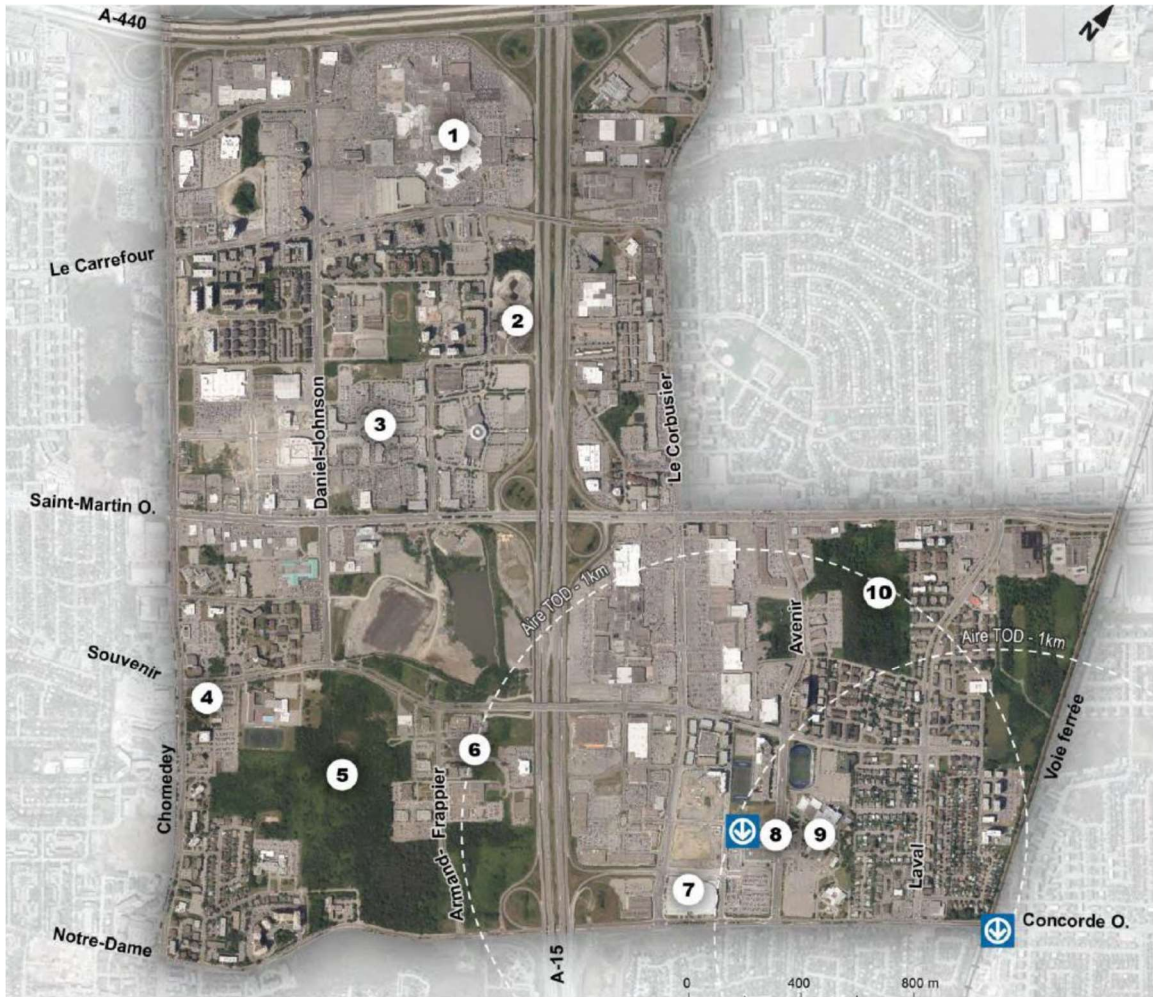 A-440
N
1
Le Carrefour
2
Daniel-Johnson
3
Le Corbusier
Saint-Martin O.
Aire TOD - 1km
Avenir
10
Aire TOD - 1km
Souvenir
4
Chomedey
5
6
Armand-Frappier
Voie ferrée
8
9
7
Laval
Notre-Dame
A-15
Concorde O.
0 400 800 m